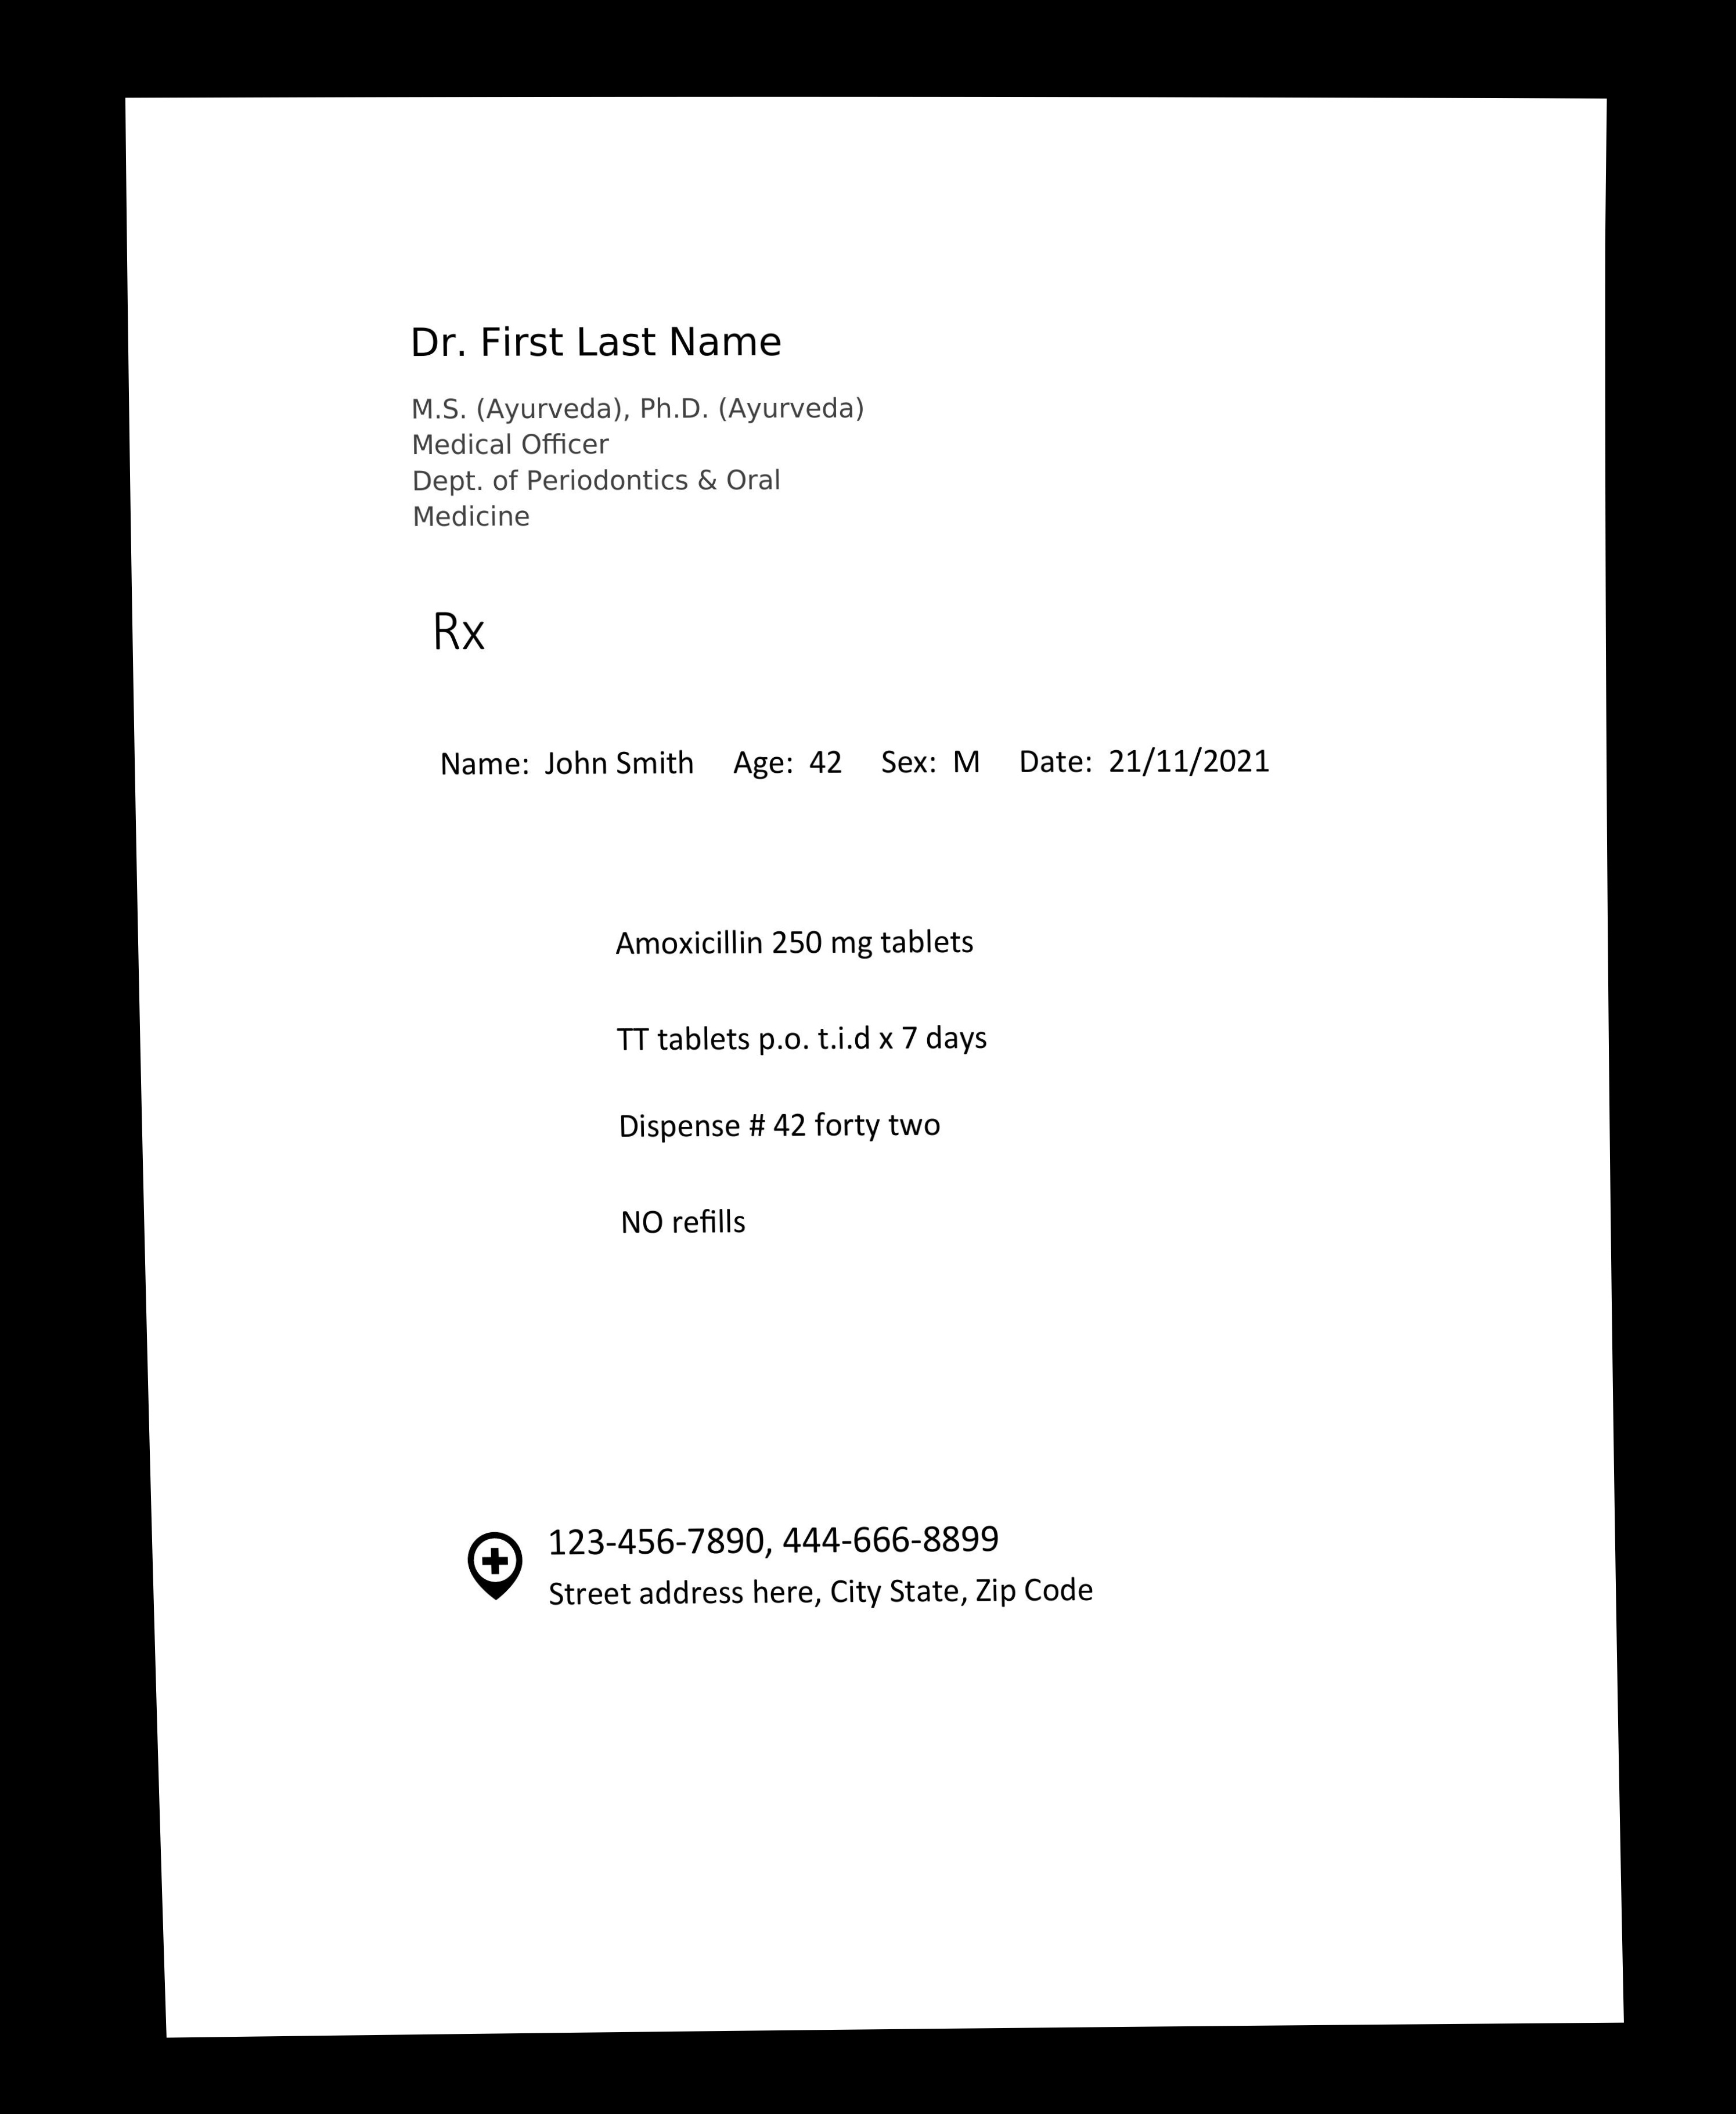 Dr. First Last Name
M.S. (Ayurveda), Ph.D. (Ayurveda)
Medical Officer
Dept. of Periodontics & Oral
Medicine
Rx
Name: John Smith Age: 42 Sex: M Date: 21/11/2021
Amoxicillin 250 mg tablets
TT tablets p.o. t.i.d x 7 days
Dispense # 42 forty two
NO refills
123-456-7890, 444-666-8899
Street address here, City State, Zip Code